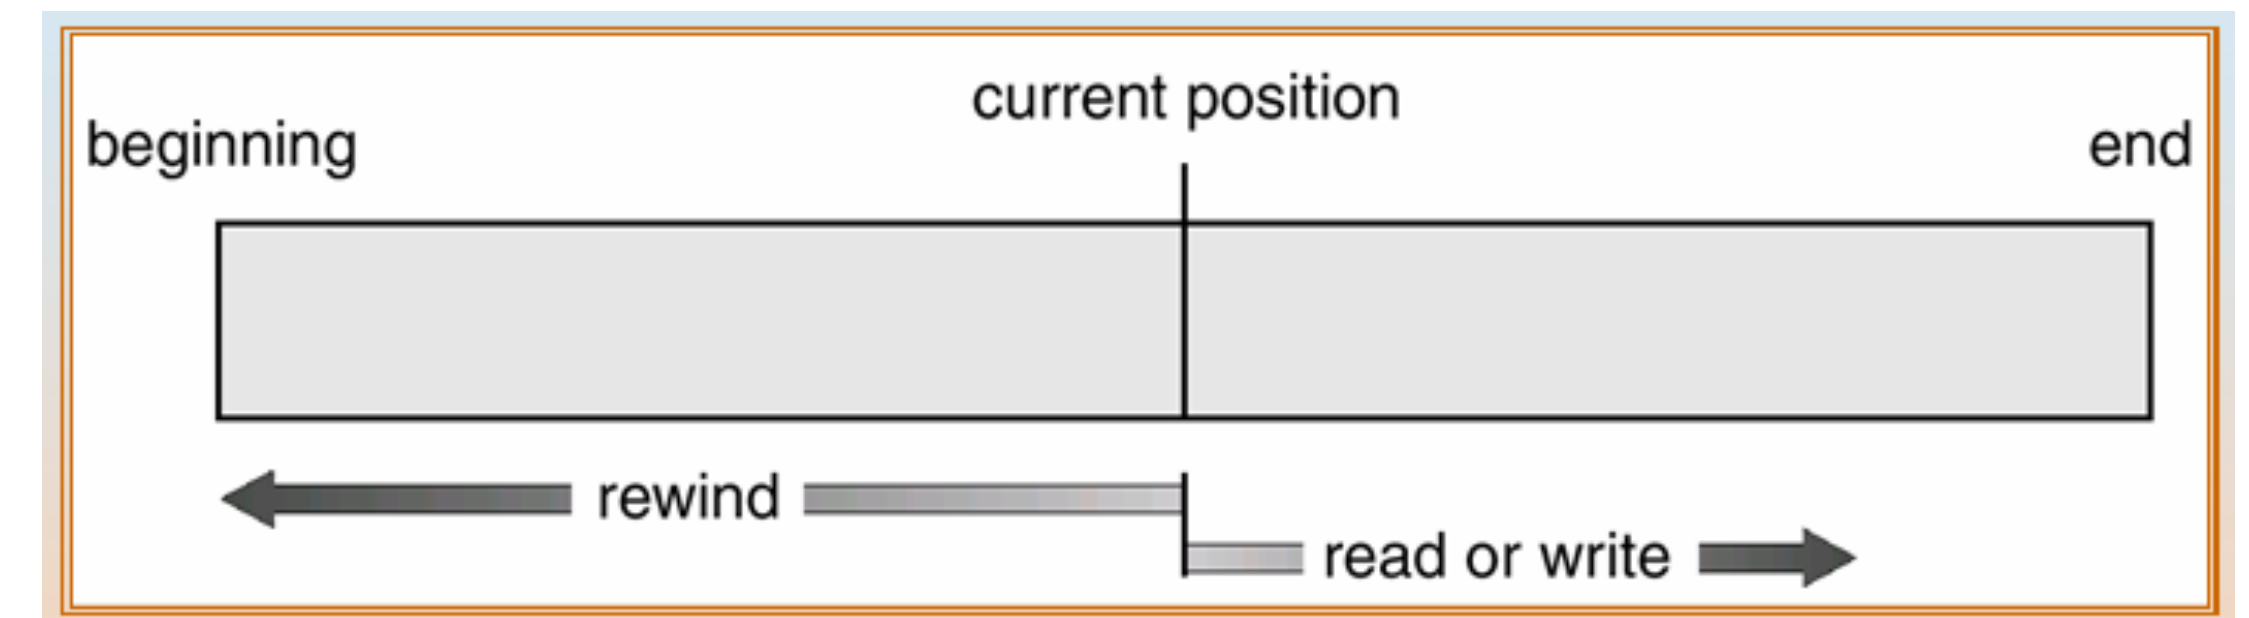 current position
beginning
end
rewind
read or write